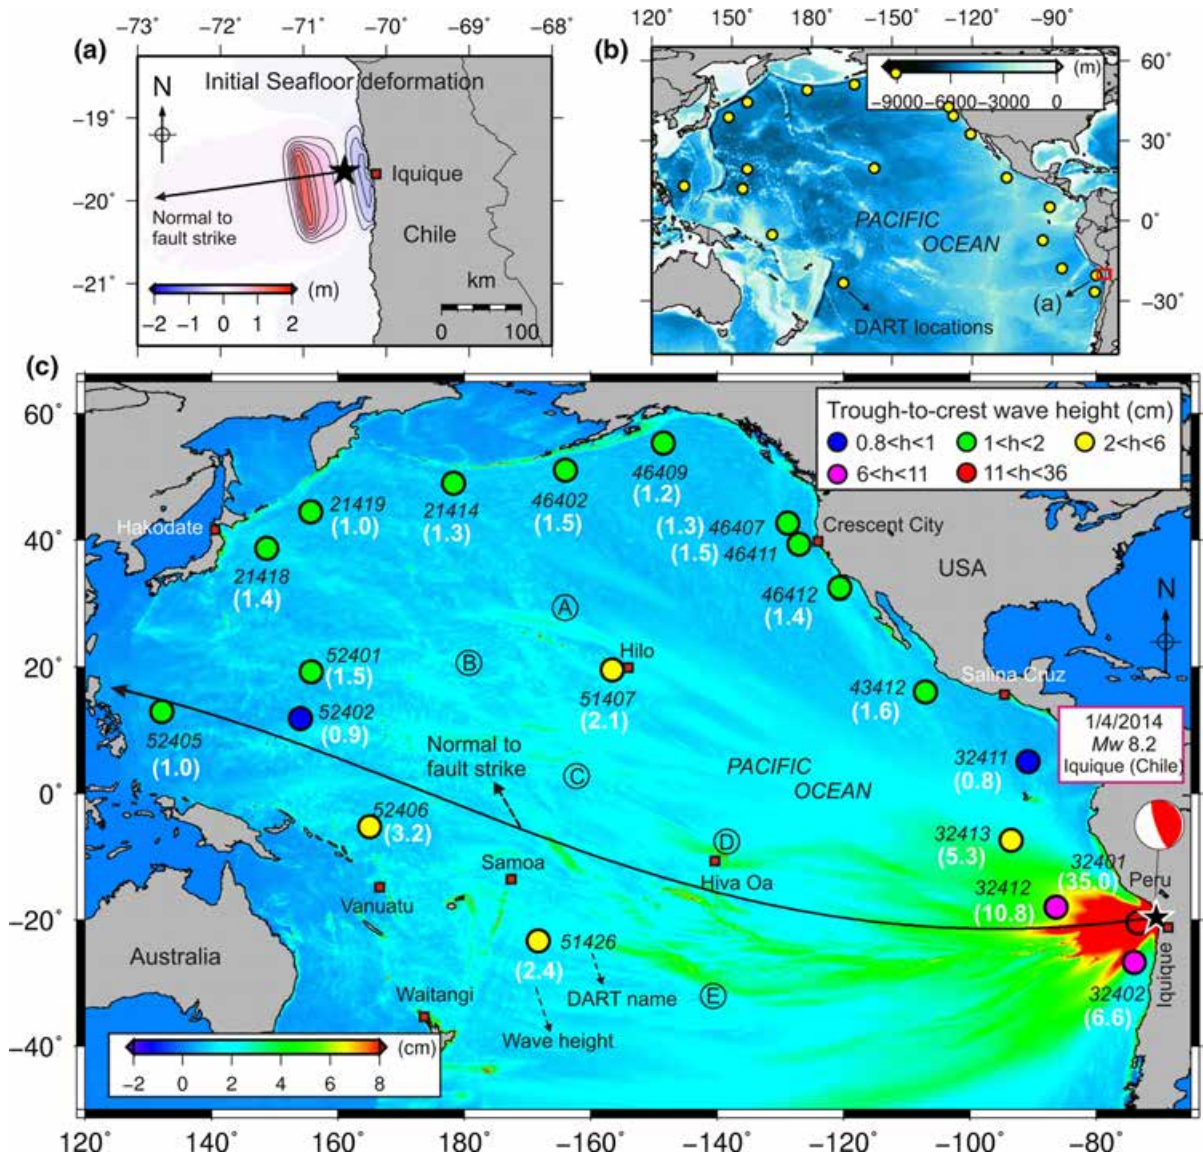 (a)
−73 −71 −70 −68
Initial Seafloor deformation
N
−19°
−20°
−21°
Iquique
Normal to
fault strike
Chile
km
0 100
−2 −1 0 1 2 (m)
(b)
120 150° 180° −150° −120° −90°
60°
30°
0°
−30°
(m)
−9000 −6000 −3000 0
PACIFIC
OCEAN
(a)
DART locations
(c)
60°
40°
20°
0°
−20°
−40°
120° 140° 160° 180° −160° −140° −120° −100° −80°
Trough-to-crest wave height (cm)
0.8<h<1 1<h<2 2<h<6
6<h<11 11<h<36
Hakodate
21419
(1.0)
21418
(1.4)
21414
(1.3)
46402
(1.5)
46409
(1.2)
(1.3) 46407
(1.5) 46411
Crescent City
46412
(1.4)
USA
N
A
B
52401
(1.5)
52402
(0.9)
52405
(1.0)
Hilo
51407
(2.1)
43412
(1.6)
Salina Cruz
1/4/2014
Mw 8.2
Iquique (Chile)
32411
(0.8)
Normal to
fault strike
C
PACIFIC
OCEAN
52406
(3.2)
D
Hiva Oa
32413
(5.3)
32401
(35.0)
Peru
32412
(10.8)
Samoa
Vanuatu
Australia
51426
(2.4)
DART name
Wave height
E
Waitangi
32402
(6.6)
Iquique
−2 0 2 4 6 8 (cm)